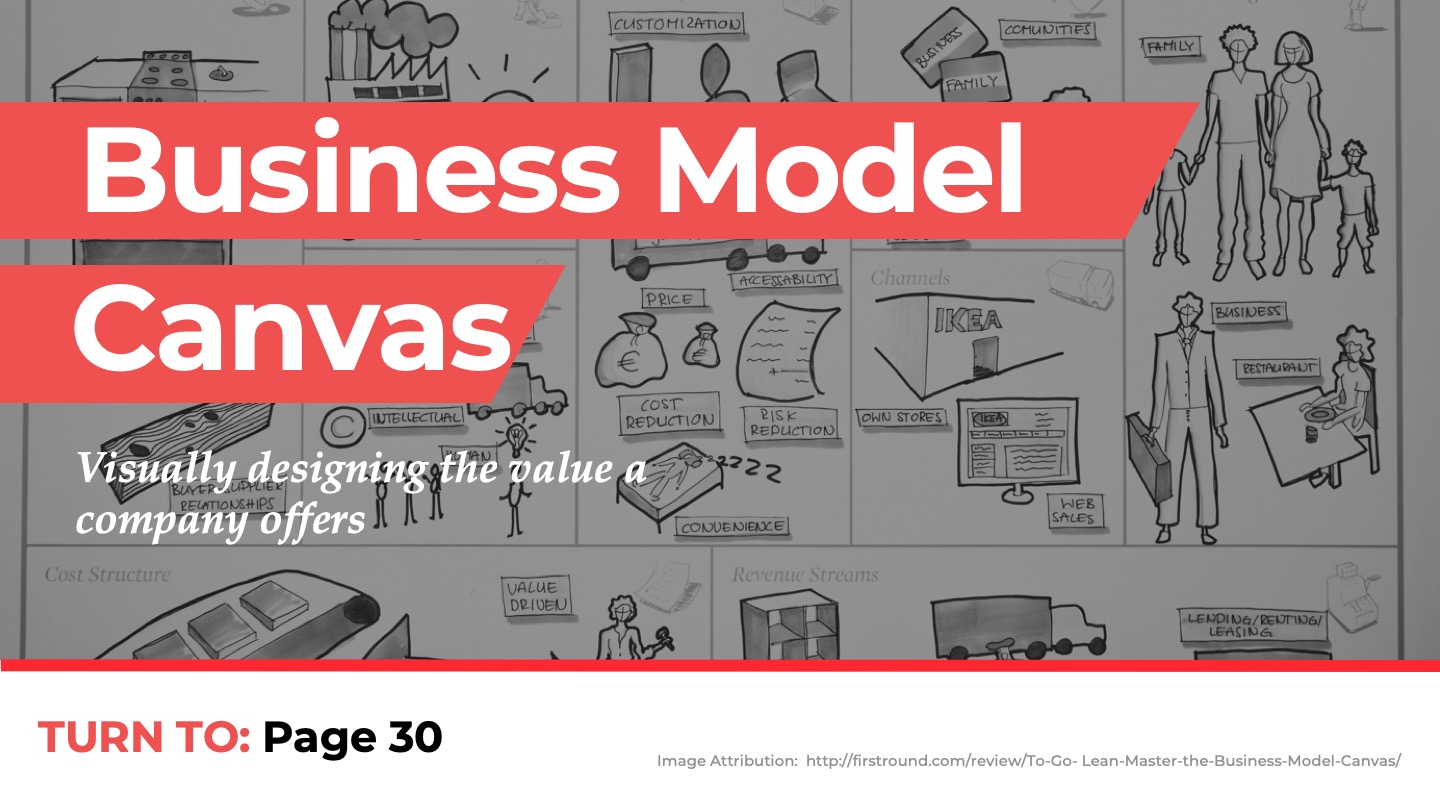 CUSTOMIZATION
BUSINESS
FAMILY
COMUNITIES
FAMILY
Business Model
Canvas
ACCESSABILITY
PRICE
Channels
IKEA
BUSINESS
RESTAURANT
COST
REDUCTION
RISK
REDUCTION
OWN STORES
IKEA
INTELLECTUAL
Visually designing the value a
company offers
BUYER-SUPPLIER
RELATIONSHIPS
ZZZZ
CONVENIENCE
WEB
SALES
Cost Structure
VALUE
DRIVEN
Revenue Streams
LENDING/RENTING/
LEASING
TURN TO: Page 30
Image Attribution: http://firstround.com/review/To-Go- Lean-Master-the-Business-Model-Canvas/